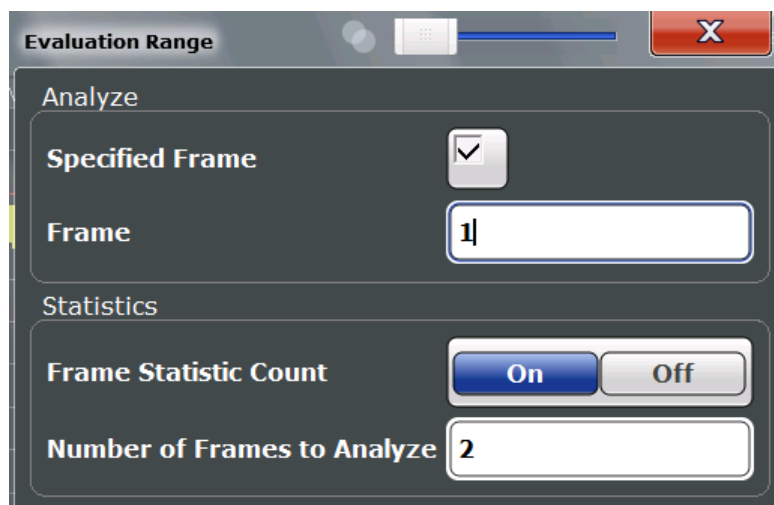 Evaluation Range
X
Analyze
Specified Frame
Frame 1
Statistics
Frame Statistic Count On Off
Number of Frames to Analyze 2